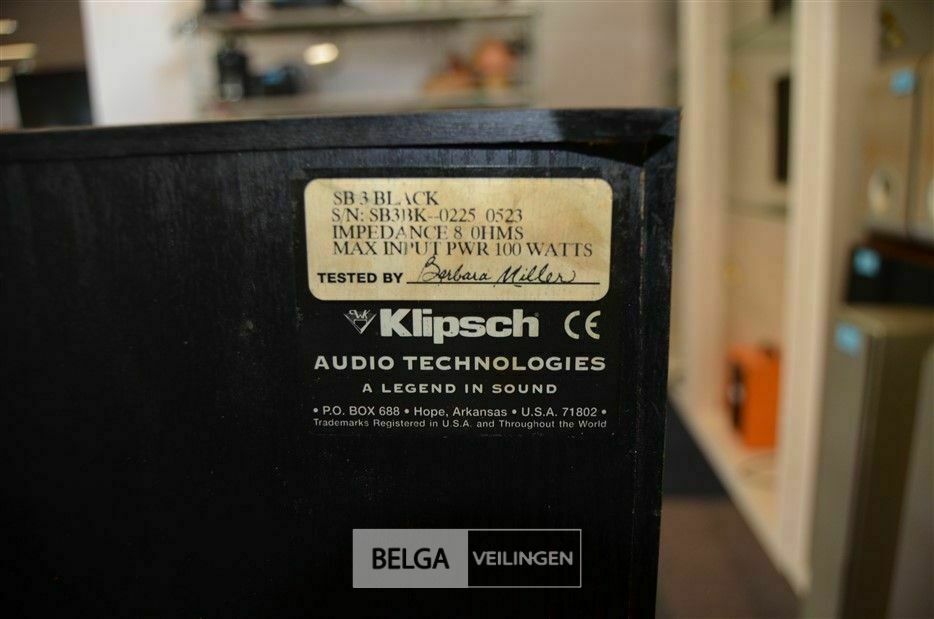 SB 3 BLACK
S/N: SB3BK--0225 0523
IMPEDANCE 8 0HMS
MAX INPUT PWR 100 WATTS
TESTED BY Barbara Miller
PWK Klipsch CE
AUDIO TECHNOLOGIES
A LEGEND IN SOUND
• P.O. BOX 688 • Hope, Arkansas • U.S.A. 71802 •
Trademarks Registered in U.S.A. and Throughout the World
BELGA VEILINGEN